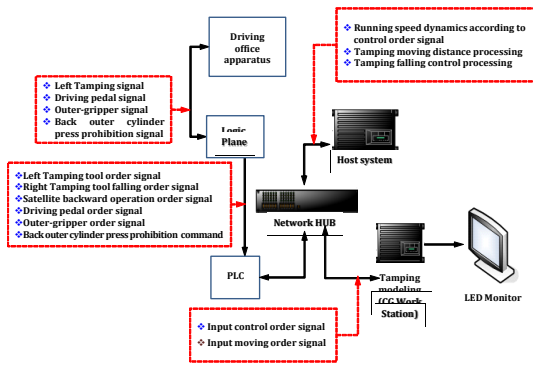 Driving
office
apparatus
❖ Running speed dynamics according to
control order signal
❖ Tamping moving distance processing
❖ Tamping falling control processing
❖ Left Tamping signal
❖ Driving pedal signal
❖ Outer-gripper signal
❖ Back outer cylinder
press prohibition signal
Logic
Plane
Host system
❖Left Tamping tool order signal
❖Right Tamping tool falling order signal
❖Satellite backward operation order signal
❖Driving pedal order signal
❖Outer-gripper order signal
❖Back outer cylinder press prohibition command
Network HUB
PLC
Tamping
modeling
(CG Work
Station)
LED Monitor
❖ Input control order signal
❖ Input moving order signal